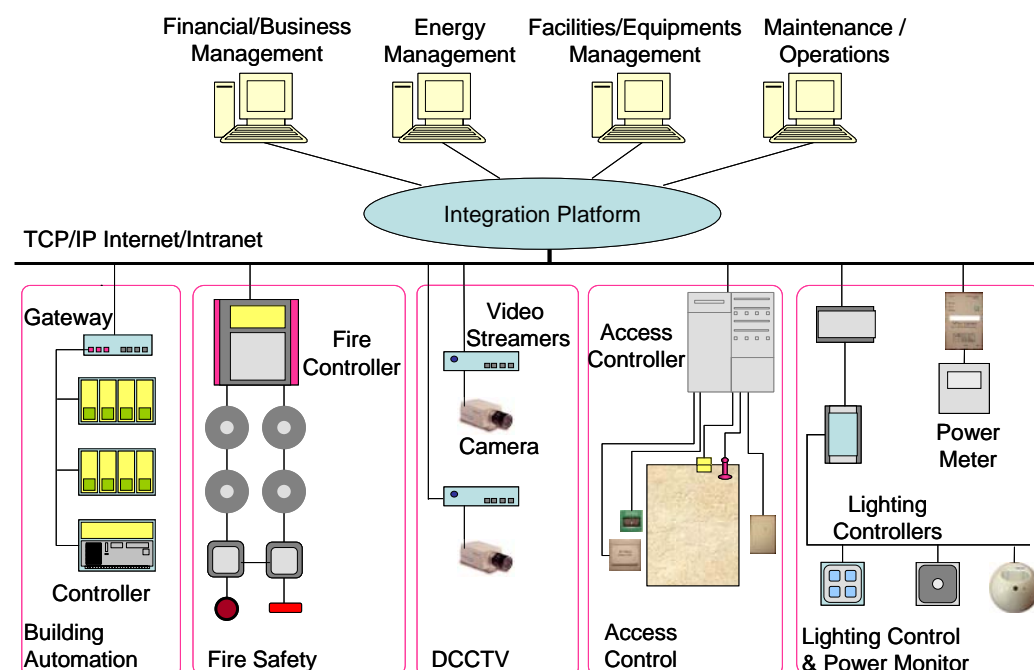 Financial/Business
Management
Energy
Management
Facilities/Equipments
Management
Maintenance /
Operations
Integration Platform
TCP/IP Internet/Intranet
Gateway
Controller
Building
Automation
Fire
Controller
Fire Safety
Video
Streamers
Camera
DCCTV
Access
Controller
Access
Control
Power
Meter
Lighting
Controllers
Lighting Control
& Power Monitor